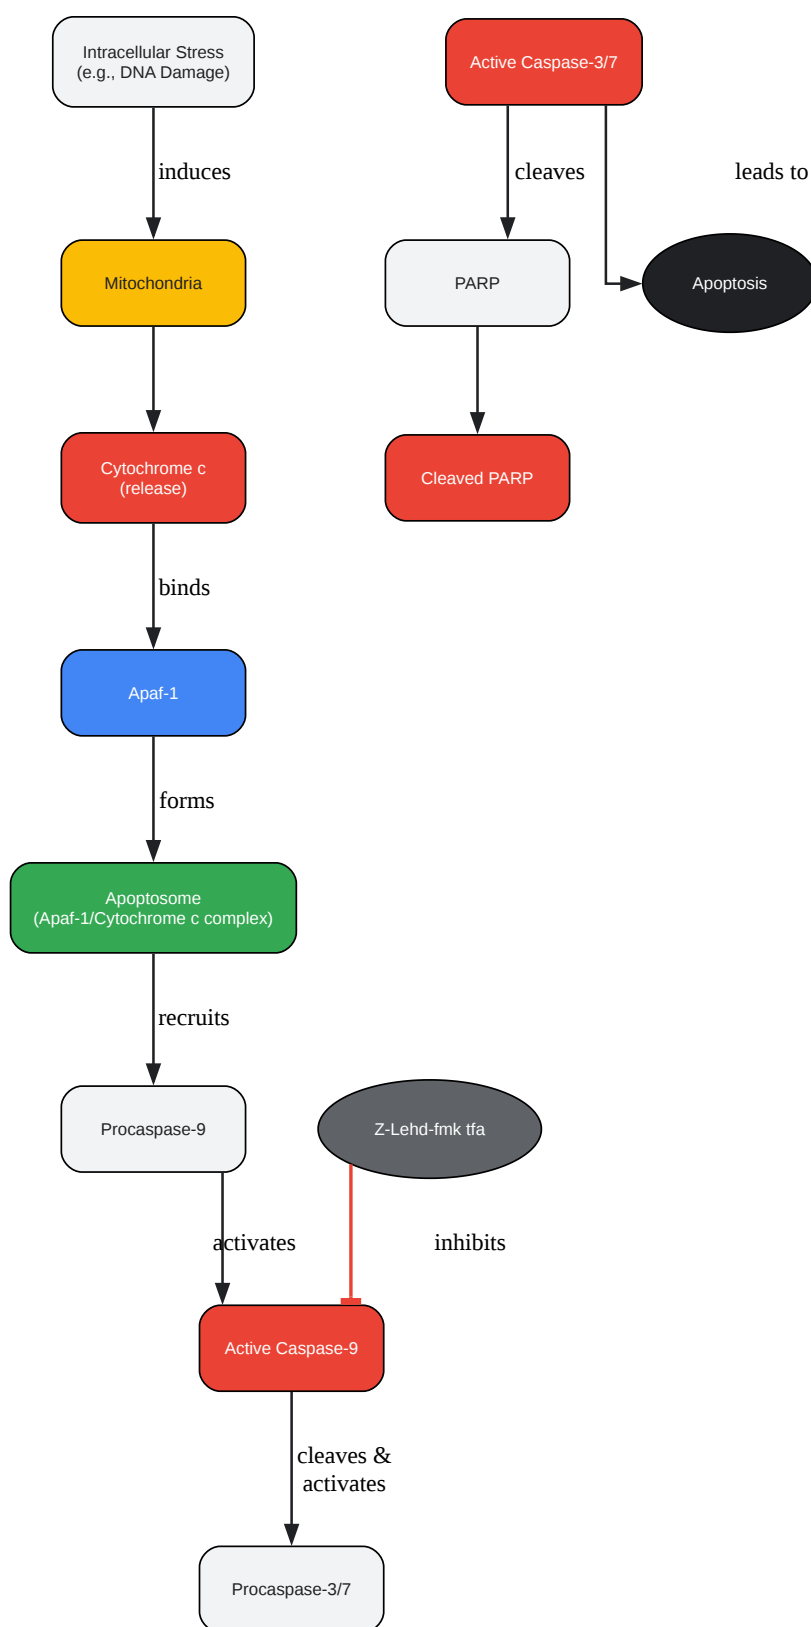 Intracellular Stress
(e.g., DNA Damage)
Active Caspase-3/7
induces
cleaves
leads to
Mitochondria
PARP
Apoptosis
Cytochrome c
(release)
Cleaved PARP
binds
Apaf-1
forms
Apoptosome
(Apaf-1/Cytochrome c complex)
recruits
Procaspase-9
Z-Lehd-fmk tfa
activates
inhibits
Active Caspase-9
cleaves &
activates
Procaspase-3/7